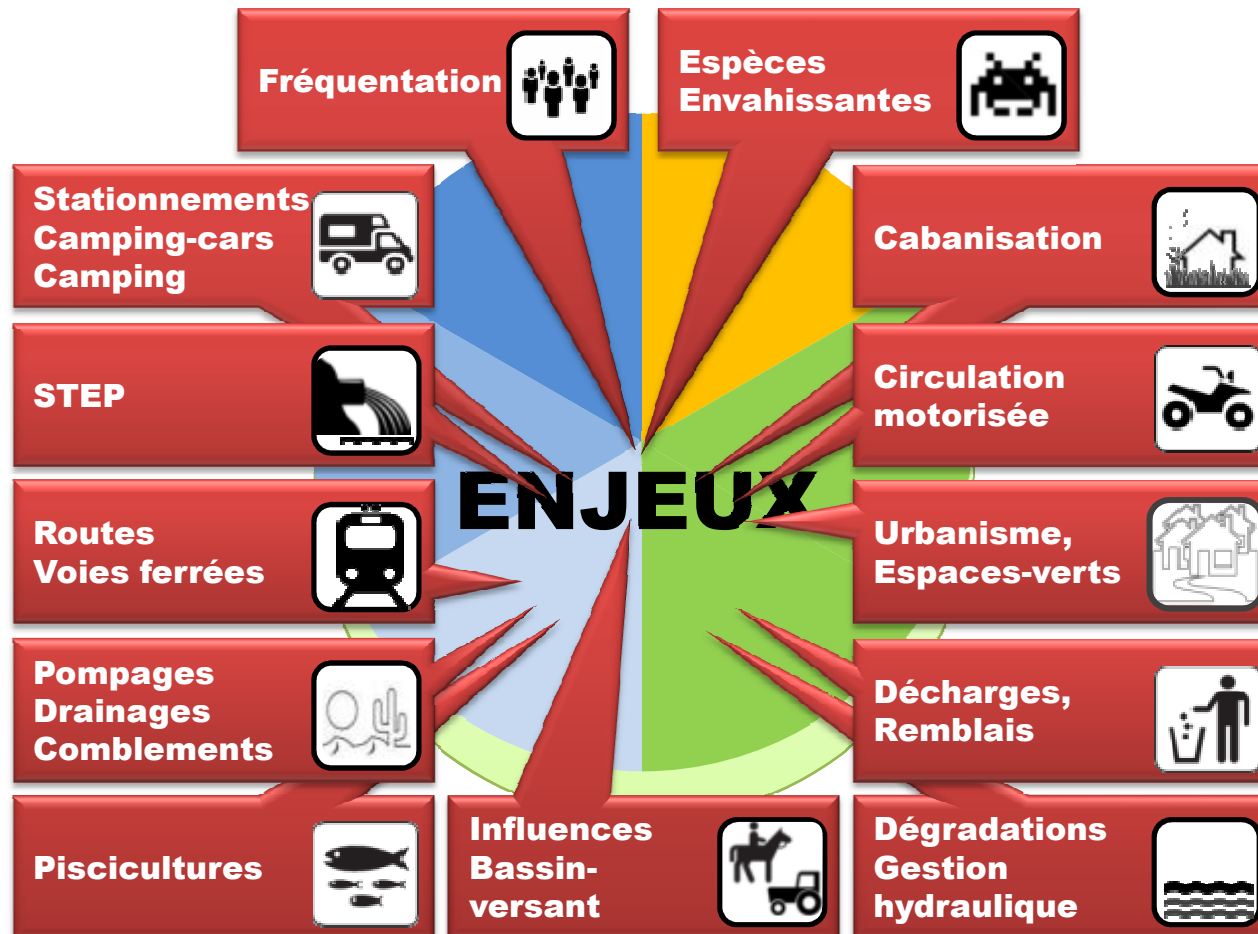 Fréquentation
Espèces
Envahissantes
Stationnements
Camping-cars
Camping
Cabanisation
STEP
Circulation
motorisée
ENJEUX
Routes
Voies ferrées
Urbanisme,
Espaces-verts
Pompages
Drainages
Comblements
Décharges,
Remblais
Piscicultures
Influences
Bassin-
versant
Dégradations
Gestion
hydraulique